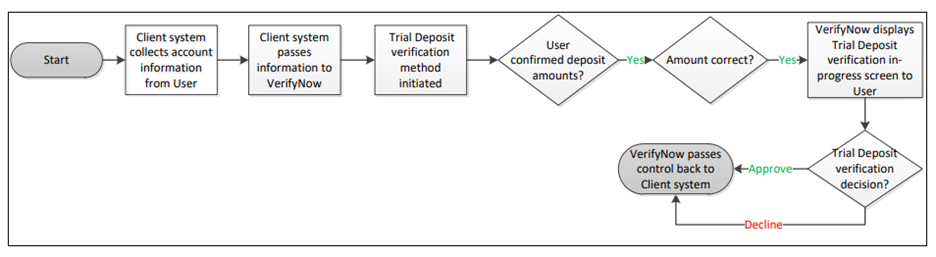 Start
Client system
collects account
information
from User
Client system
passes
information to
VerifyNow
Trial Deposit
verification
method
initiated
User
confirmed deposit
amounts?
Yes
Amount correct?
Yes
VerifyNow displays
Trial Deposit
verification in-
progress screen to
User
Trial Deposit
verification
decision?
Approve
VerifyNow passes
control back to
Client system
Decline